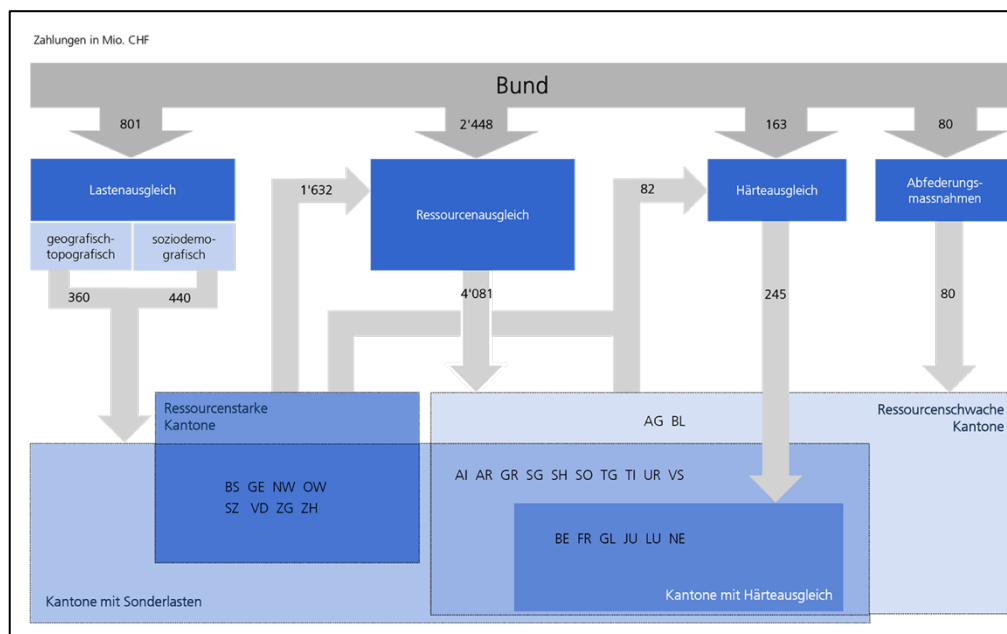 Zahlungen in Mio. CHF
Bund
801
2'448
163
80
Lastenausgleich
1'632
Ressourcenausgleich
82
Härteausgleich
Abfederungs-
massnahmen
geografisch-
topografisch
soziodemo-
grafisch
360
440
4'081
245
80
Ressourcenstarke
Kantone
Ressourcenschwache
Kantone
AG BL
AI AR GR SG SH SO TG TI UR VS
BS GE NW OW
SZ VD ZG ZH
BE FR GL JU LU NE
Kantone mit Sonderlasten
Kantone mit Härteausgleich